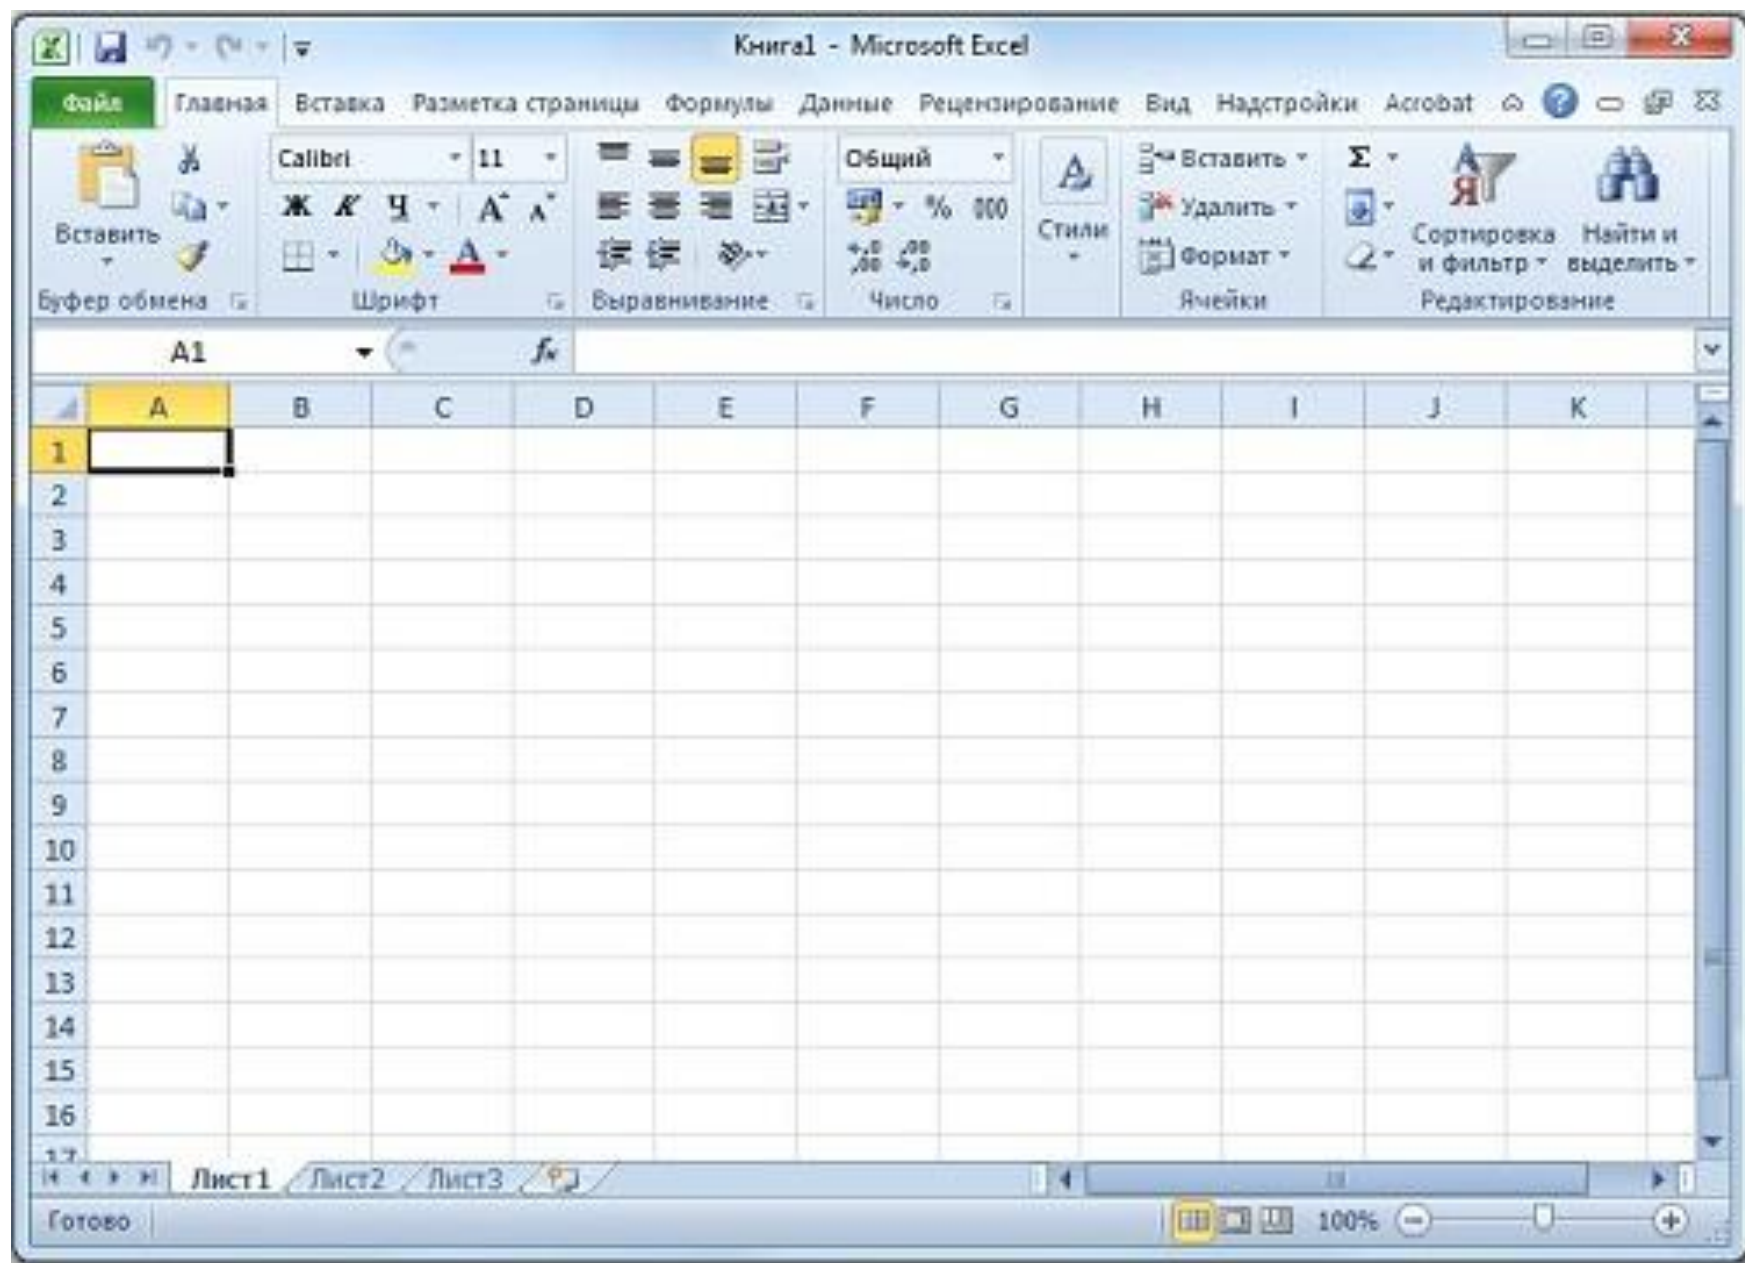 Книга1 - Microsoft Excel
Файл Главная Вставка Разметка страницы Формулы Данные Рецензирование Вид Надстройки Acrobat
Calibri 11 Общий Вставить Σ
Ж К Ч А А % 000 Удалить
Вставить Стили Формат Сортировка и фильтр Найти и выделить
Буфер обмена Шрифт Выравнивание Число Ячейки Редактирование
A1 fx
A B C D E F G H I J K
1
2
3
4
5
6
7
8
9
10
11
12
13
14
15
16
17
Лист1 Лист2 Лист3
Готово 100%